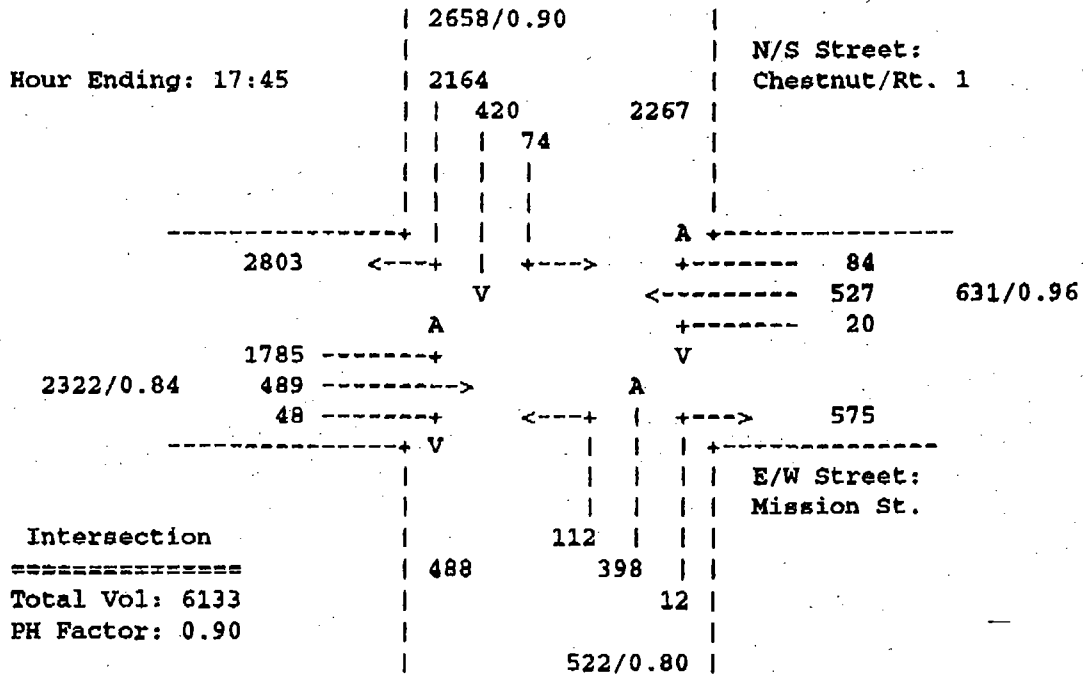 2658/0.90
N/S Street:
Hour Ending: 17:45 2164 Chestnut/Rt. 1
420 2267
74
A
2803 <---+ | +---> +------- 84
V <--------- 527 631/0.96
A +------- 20
1785 -------+ V
2322/0.84 489 ----------> A
48 -------+ <---+ | +---> 575
V
E/W Street:
Mission St.
Intersection 112
=============== 488 398
Total Vol: 6133 12
PH Factor: 0.90
522/0.80